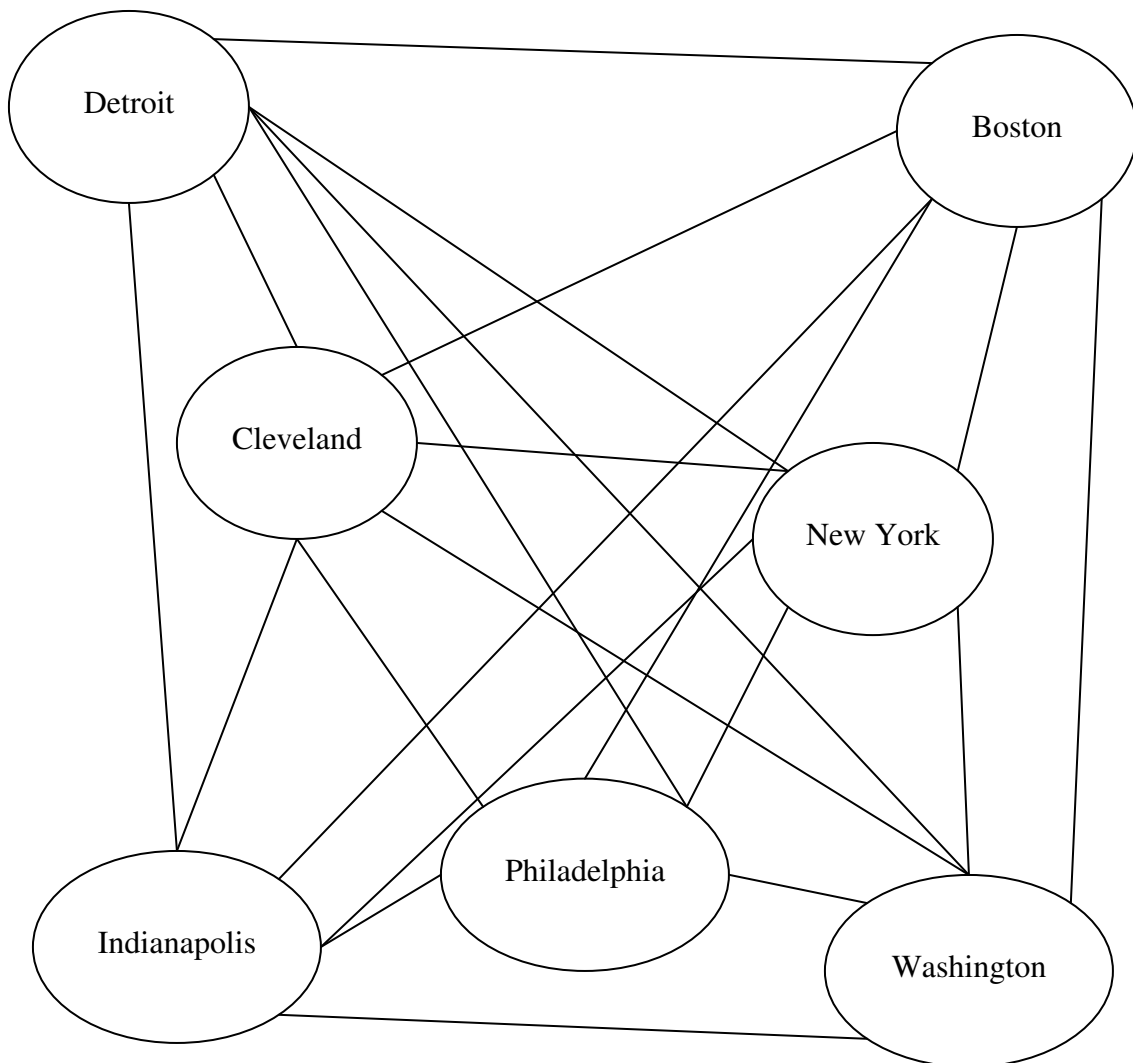 Detroit
Boston
Cleveland
New York
Philadelphia
Indianapolis
Washington